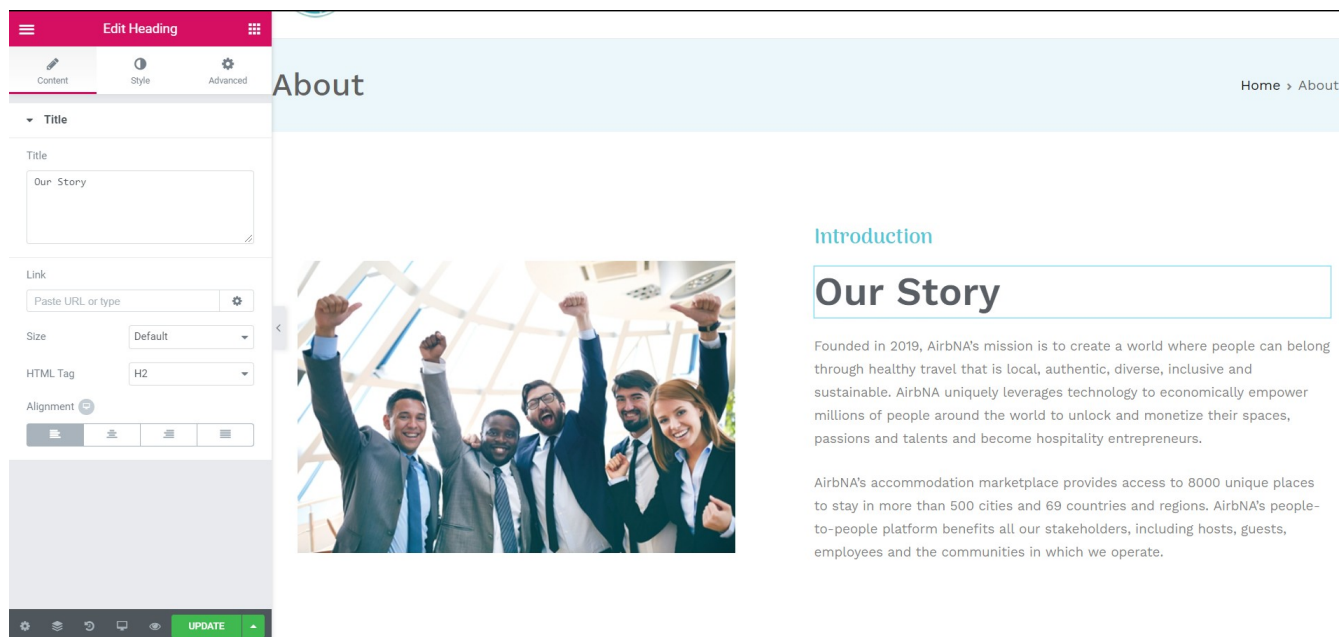 Edit Heading
Content
Style
Advanced
Title
Title
Our Story
Link
Paste URL or type
Size
Default
HTML Tag
H2
Alignment
UPDATE
About
Home > About
Introduction
Our Story
Founded in 2019, AirbNA’s mission is to create a world where people can belong
through healthy travel that is local, authentic, diverse, inclusive and
sustainable. AirbNA uniquely leverages technology to economically empower
millions of people around the world to unlock and monetize their spaces,
passions and talents and become hospitality entrepreneurs.
AirbNA’s accommodation marketplace provides access to 8000 unique places
to stay in more than 500 cities and 69 countries and regions. AirbNA’s people-
to-people platform benefits all our stakeholders, including hosts, guests,
employees and the communities in which we operate.